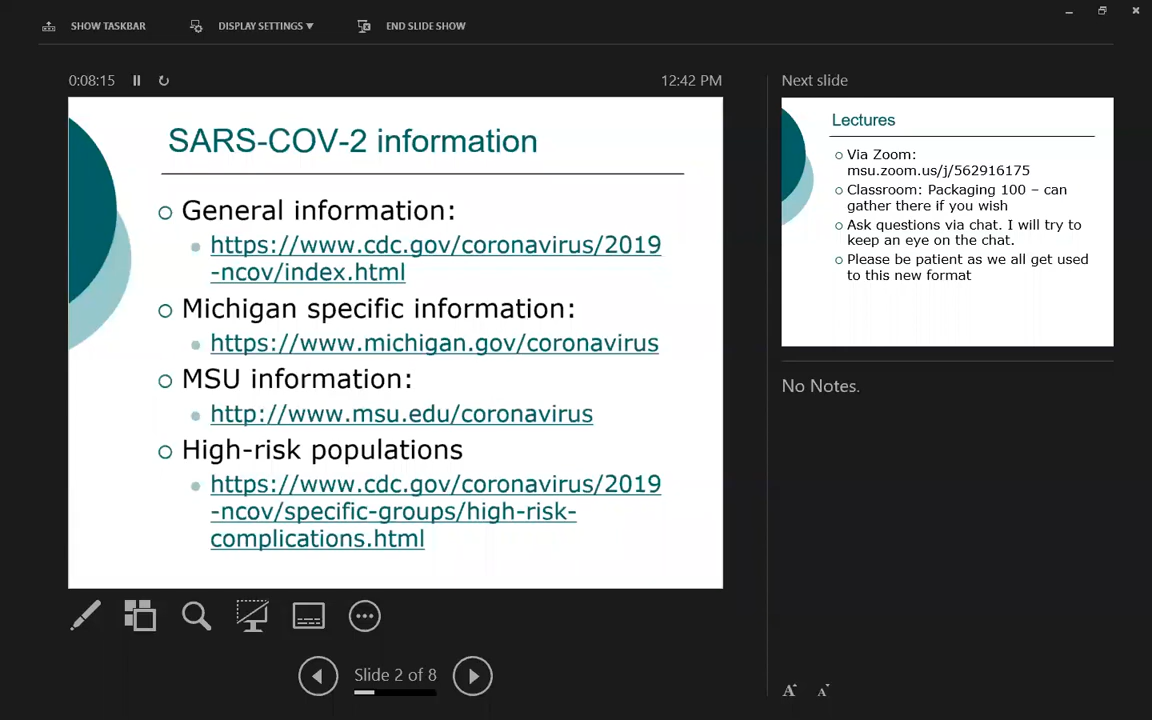 SHOW TASKBAR
DISPLAY SETTINGS
END SLIDE SHOW
0:08:15
12:42 PM
SARS-COV-2 information
General information:
https://www.cdc.gov/coronavirus/2019
-ncov/index.html
Michigan specific information:
https://www.michigan.gov/coronavirus
MSU information:
http://www.msu.edu/coronavirus
High-risk populations
https://www.cdc.gov/coronavirus/2019
-ncov/specific-groups/high-risk-
complications.html
Slide 2 of 8
Next slide
Lectures
Via Zoom:
msu.zoom.us/j/562916175
Classroom: Packaging 100 – can
gather there if you wish
Ask questions via chat. I will try to
keep an eye on the chat.
Please be patient as we all get used
to this new format
No Notes.
A A